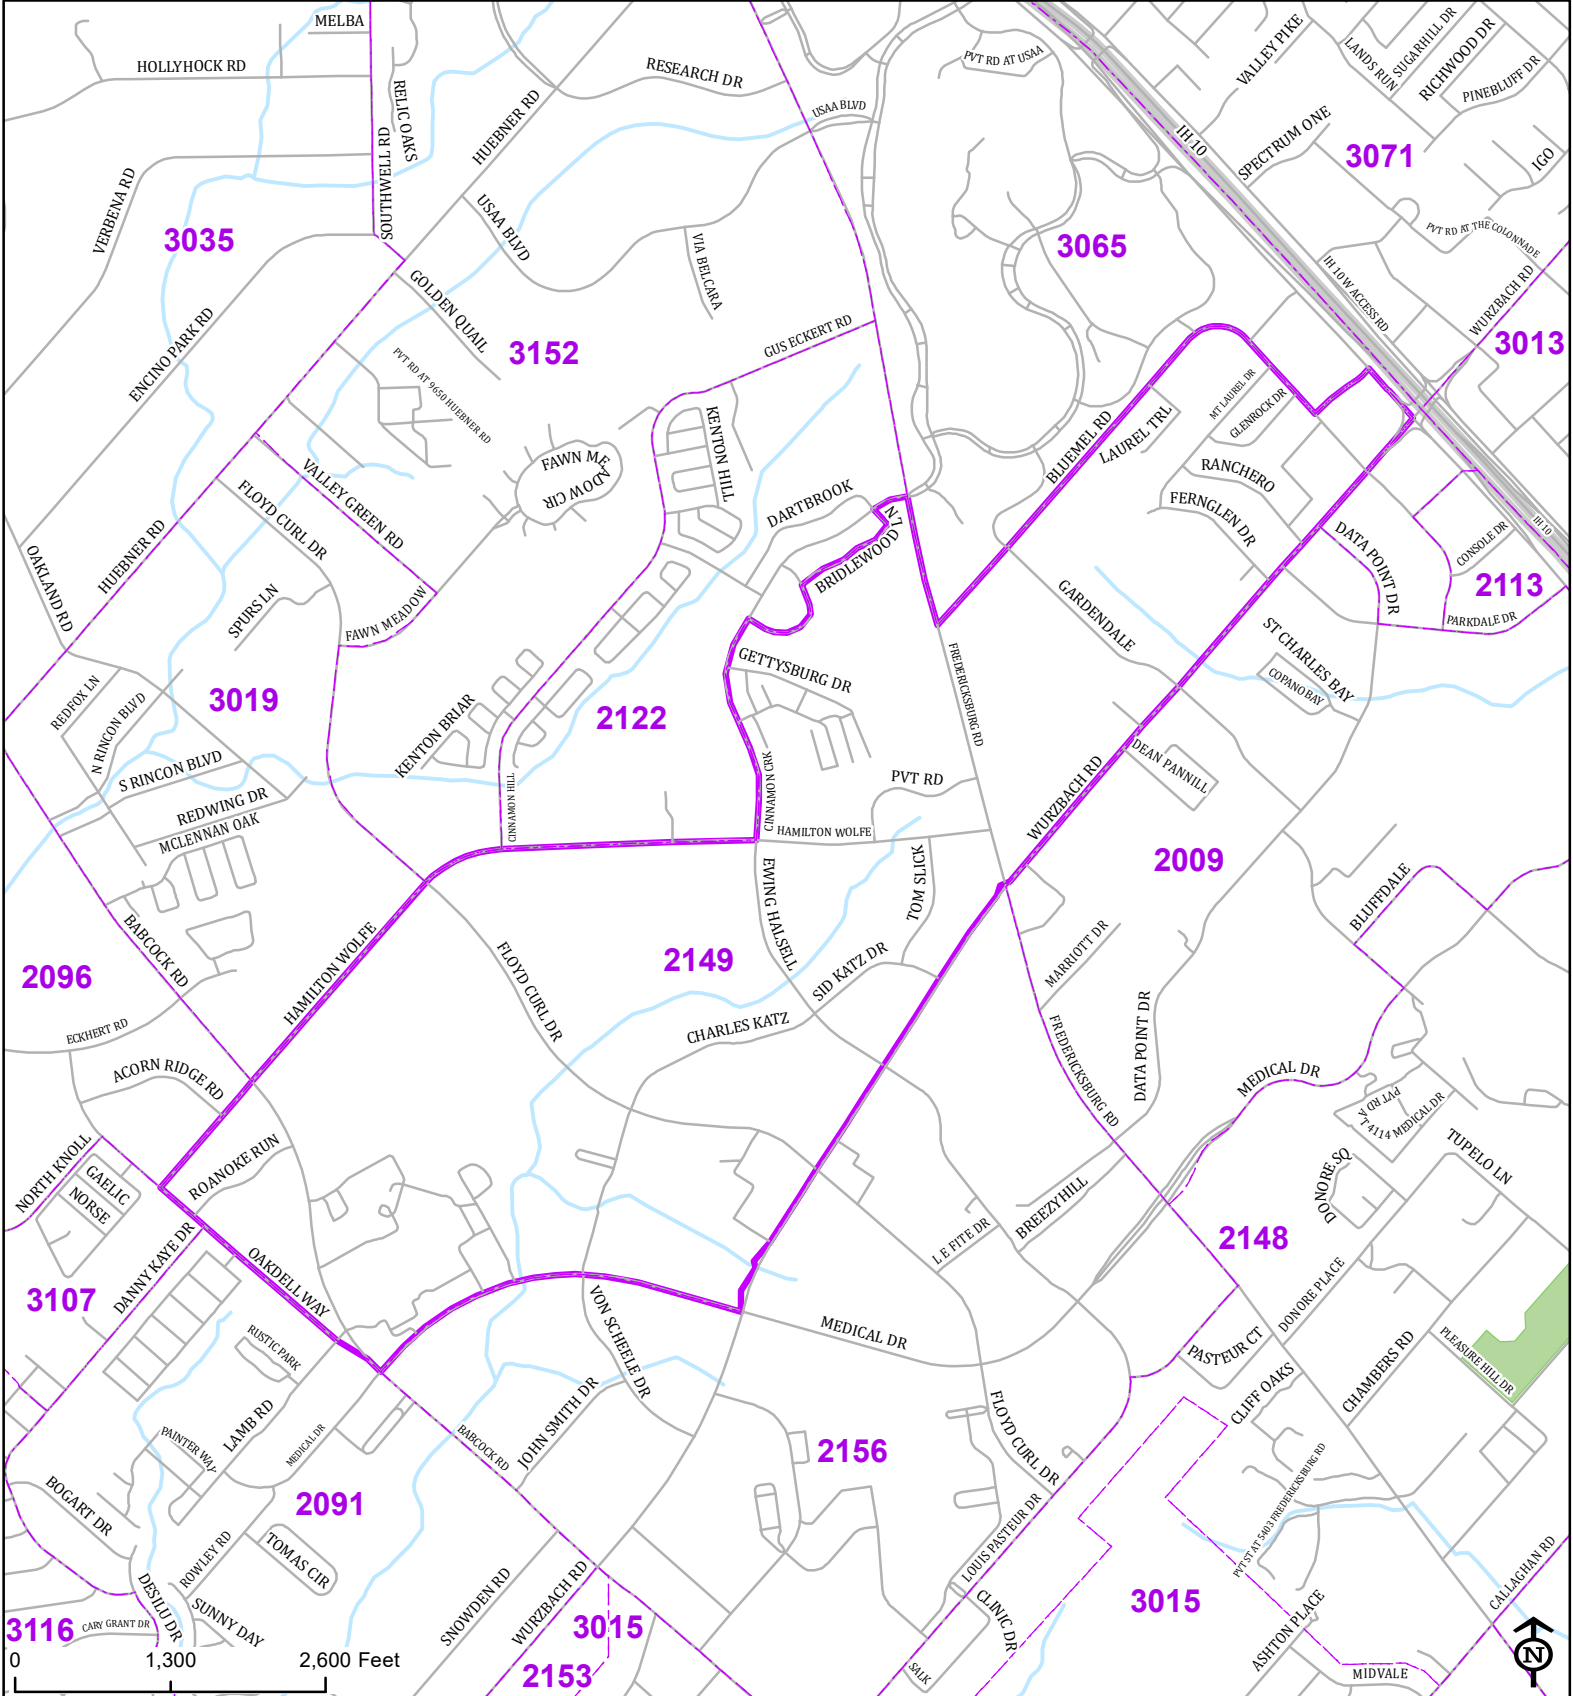 MELBA
HOLLYHOCK RD
RELIC OAKS
SOUTHWELL RD
HUEBNER RD
RESEARCH DR
USAA BLVD
PVT RD AT USAA
VALLEY PIKE
LANDS RUN
SUGARHILL DR
RICHWOOD DR
PINEBLUFF DR
IH 10
SPECTRUM ONE
3071
IGO
VERBENA RD
3035
USAA BLVD
VIA BELCARA
3065
PVT RD AT THE COLONNADE
IH 10 W ACCESS RD
WURZBACH RD
3013
ENCINO PARK RD
GOLDEN QUAIL
3152
GUS ECKERT RD
PVT RD AT 9650 HUEBNER RD
MT LAUREL DR
GLENROCK DR
LAUREL TRL
BLUEMEL RD
KENTON HILL
FAWN MEADOW CIR
VALLEY GREEN RD
FLOYD CURL DR
HUEBNER RD
OAKLAND RD
DARTBROOK
N Z
BRIDLEWOOD
RANCHERO
FERNGLEN DR
DATA POINT DR
CONSOLE DR
IH 10
2113
PARKDALE DR
SPURS LN
FAWN MEADOW
GARDENDALE
ST CHARLES BAY
COPANO BAY
REDFOX LN
N RINCON BLVD
3019
KENTON BRIAR
2122
GETTYSBURG DR
FREDERICKSBURG RD
S RINCON BLVD
REDWING DR
MCLENNAN OAK
CINNAMON HILL
CINNAMON CRK
PVT RD
HAMILTON WOLFE
WURZBACH RD
DEAN PANNILL
2009
BLUFFDALE
BABCOCK RD
2096
HAMILTON WOLFE
FLOYD CURL DR
2149
EWING HALSELL
TOM SLICK
SID KATZ DR
CHARLES KATZ
MARRIOTT DR
DATA POINT DR
FREDERICKSBURG RD
ECKHERT RD
ACORN RIDGE RD
MEDICAL DR
PVT RD A
T 4114 MEDICAL DR
TUPELO LN
NORTH KNOLL
GAELIC
NORSE
ROANOKE RUN
DONORE SQ
BREEZYHILL
LE FITE DR
2148
DANNY KAYE DR
OAKDELL WAY
3107
RUSTIC PARK
VON SCHEELE DR
MEDICAL DR
DONORE PLACE
PASTEUR CT
CHAMBERS RD
PLEASURE HILL DR
CLIFF OAKS
LAMB RD
PAINTER WAY
MEDICAL DR
BABCOCK RD
JOHN SMITH DR
2156
FLOYD CURL DR
PVT ST AT 5403 FREDERICKSBURG RD
BOGART DR
2091
TOMAS CIR
ROWLEY RD
LOUIS PASTEUR DR
CLINIC DR
3015
CALLAGHAN RD
DESILU DR
SUNNY DAY
SNOWDEN RD
WURZBACH RD
3015
3116
CARY GRANT DR
ASHTON PLACE
MIDVALE
SALK
2153
0 1,300 2,600 Feet
N